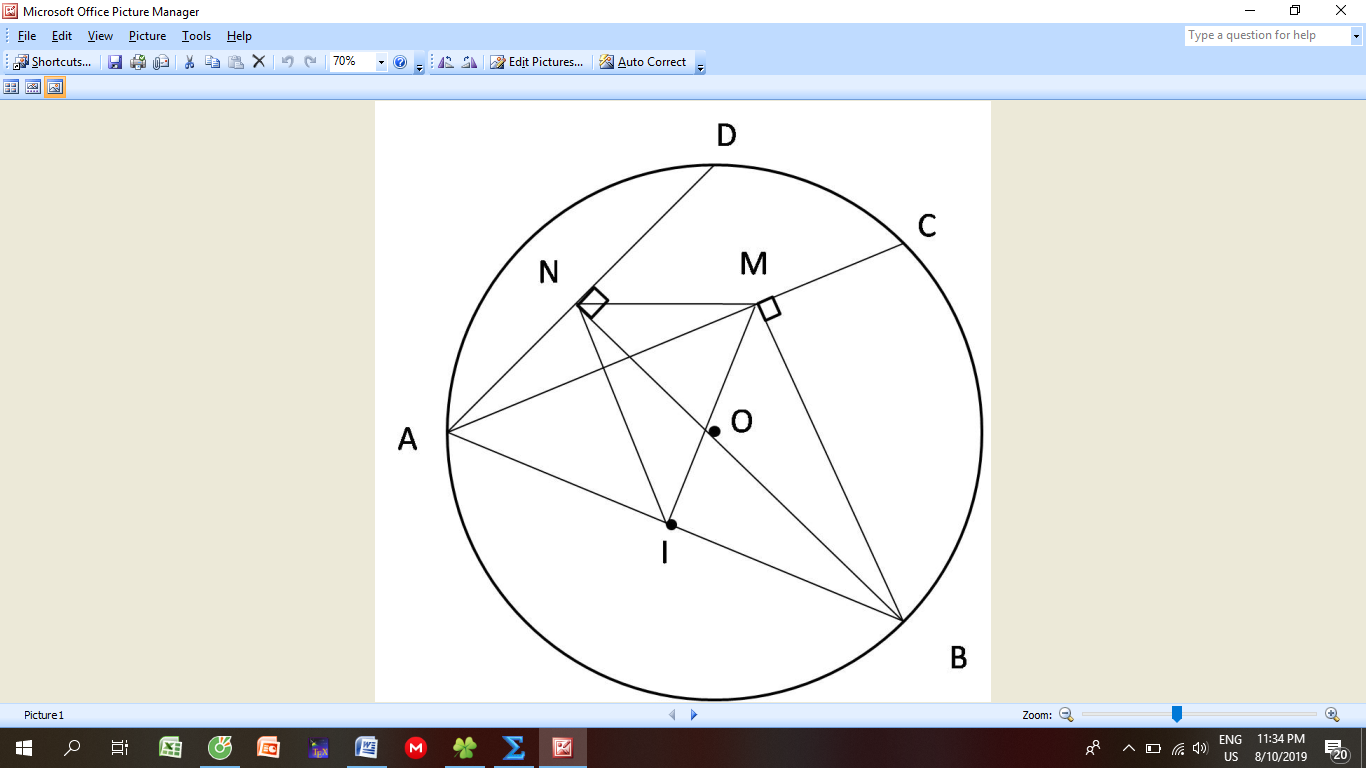 Microsoft Office Picture Manager
File Edit View Picture Tools Help
Type a question for help
Shortcuts... 70% Edit Pictures... Auto Correct
D
C
N
M
A
O
I
B
Picture1
Zoom:
ENG 11:34 PM
US 8/10/2019
20